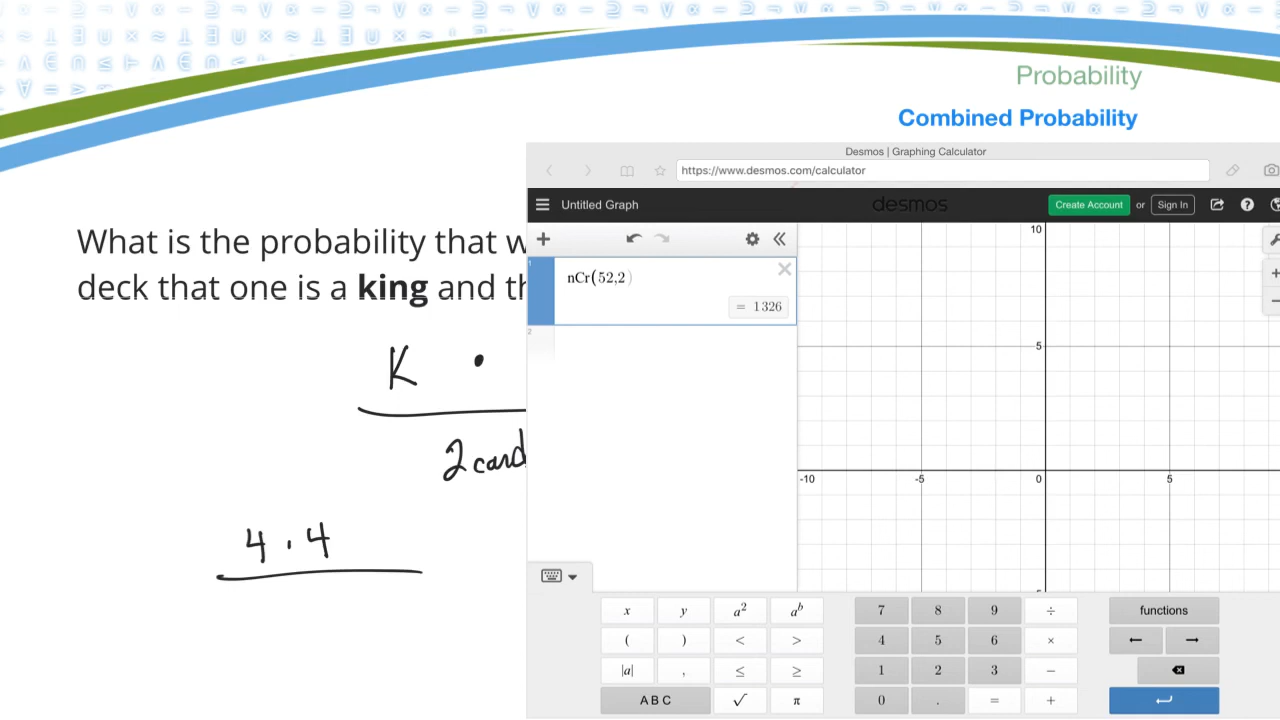 Probability
Combined Probability
Desmos | Graphing Calculator
https://www.desmos.com/calculator
Untitled Graph
desmos
Create Account or Sign In
What is the probability that w
deck that one is a king and th
1
nCr(52,2)
= 1326
2
K ·
2 card
4 · 4
10
5
-10 -5 0 5
x y a² aᵇ 7 8 9 ÷ functions
( ) < > 4 5 6 × ← →
|a| , ≤ ≥ 1 2 3 −
A B C √ π 0 . = +